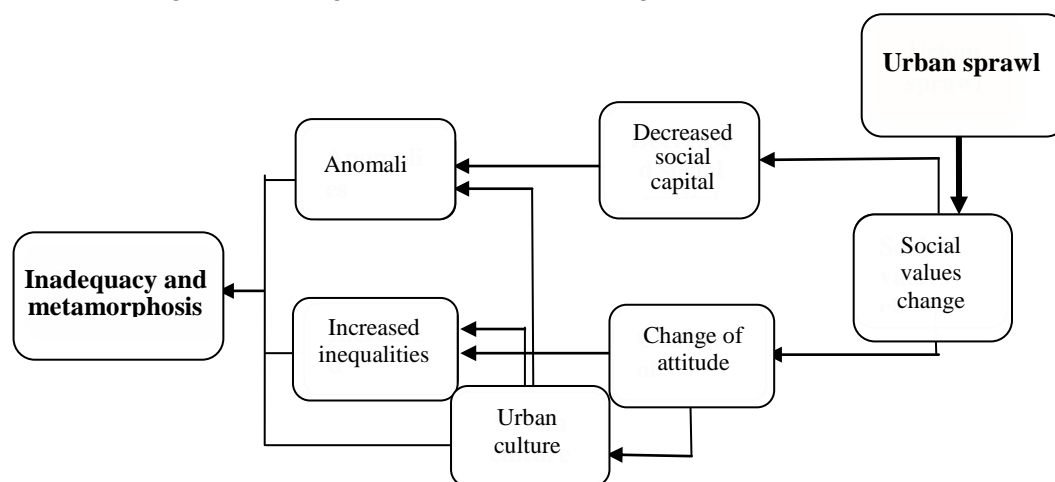 Urban sprawl
Decreased
social
capital
Anomali
Social
values
change
Inadequacy and
metamorphosis
Increased
inequalities
Change of
attitude
Urban
culture